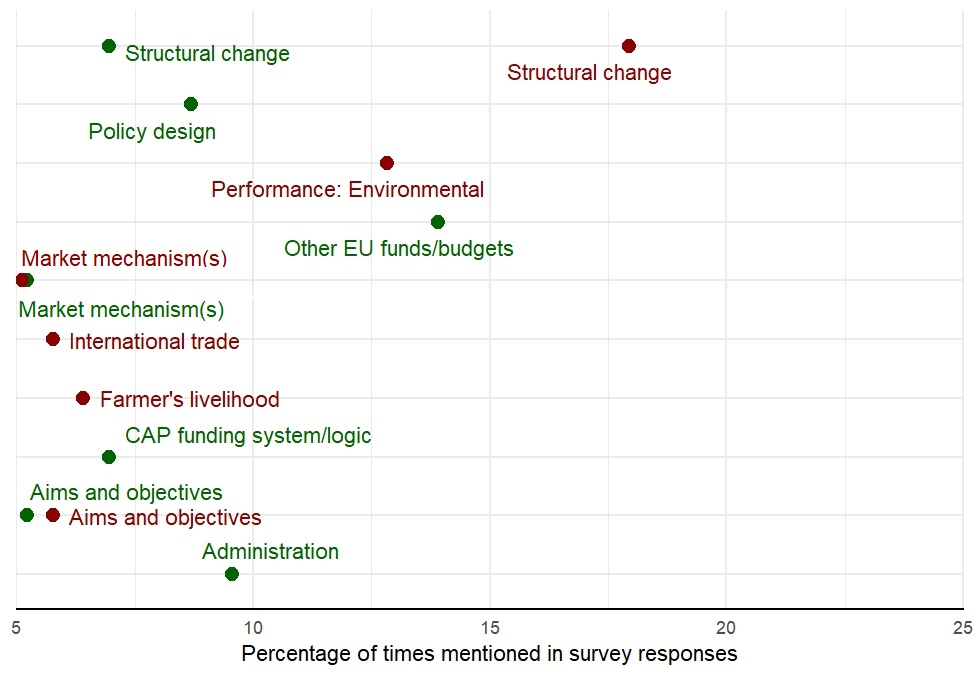 Structural change
Structural change
Policy design
Performance: Environmental
Other EU funds/budgets
Market mechanism(s)
Market mechanism(s)
International trade
Farmer's livelihood
CAP funding system/logic
Aims and objectives
Aims and objectives
Administration
5 10 15 20 25
Percentage of times mentioned in survey responses